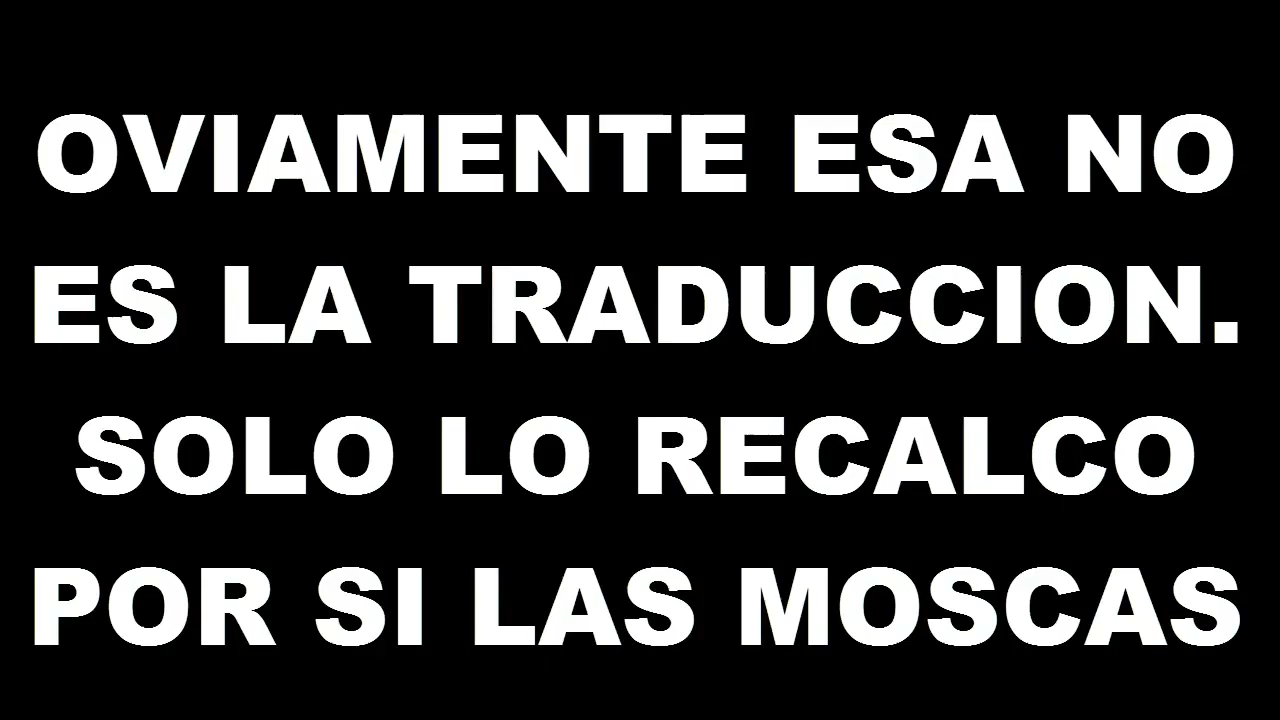 OVIAMENTE ESA NO
ES LA TRADUCCION.
SOLO LO RECALCO
POR SI LAS MOSCAS